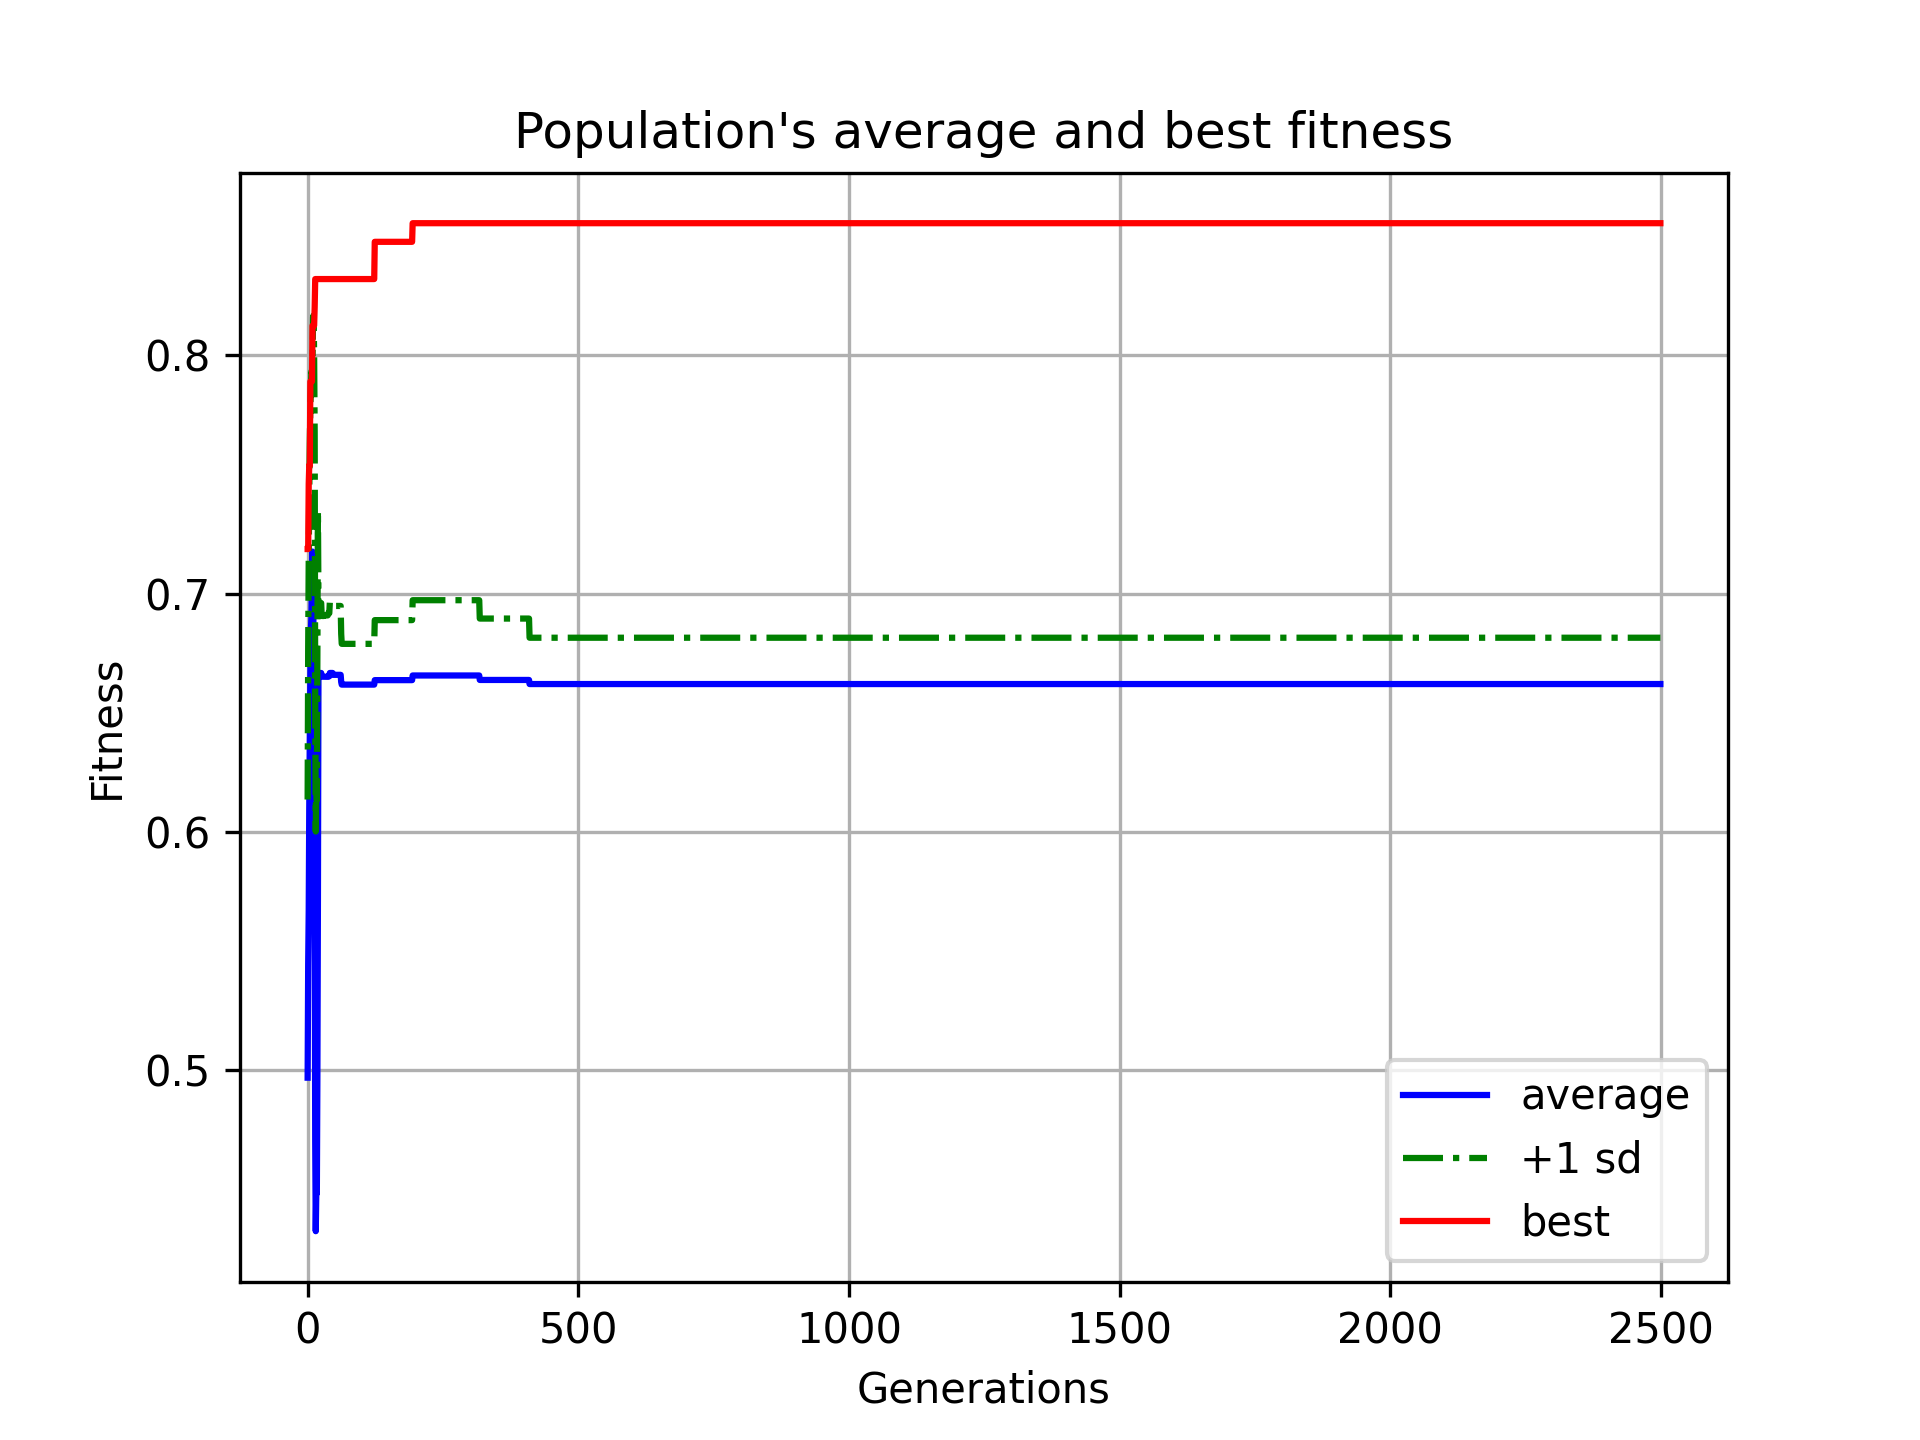 Population's average and best fitness
Fitness
0.8
0.7
0.6
0.5
average
+1 sd
best
0 500 1000 1500 2000 2500
Generations